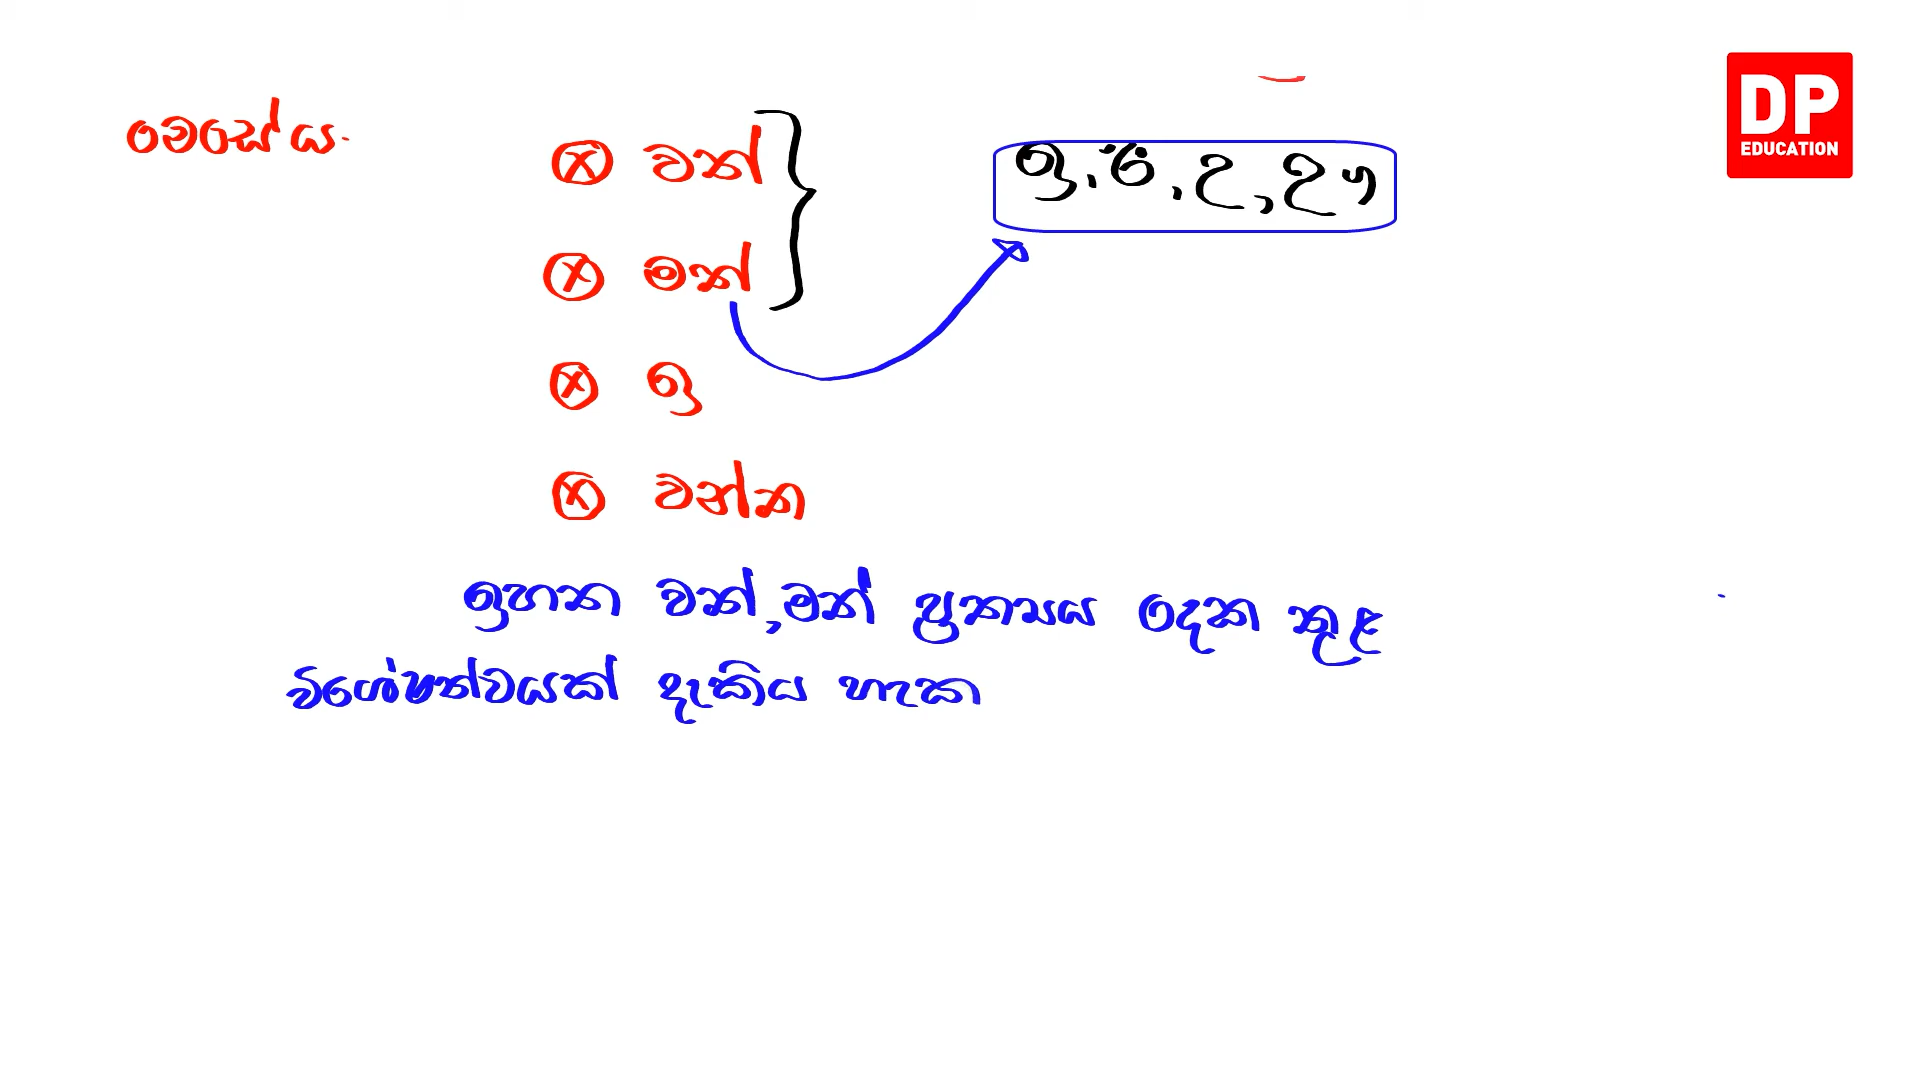 මෙසේය.
ⓧ වත්
ⓧ මත්
ⓧ ඉ
ⓧ වන්ත
ඉ, ඊ, උ, ඌ
ඉහත වත්, මත් ප්‍රත්‍යය දෙක තුළ
විශේෂත්වයක් දැකිය හැක
DP
EDUCATION